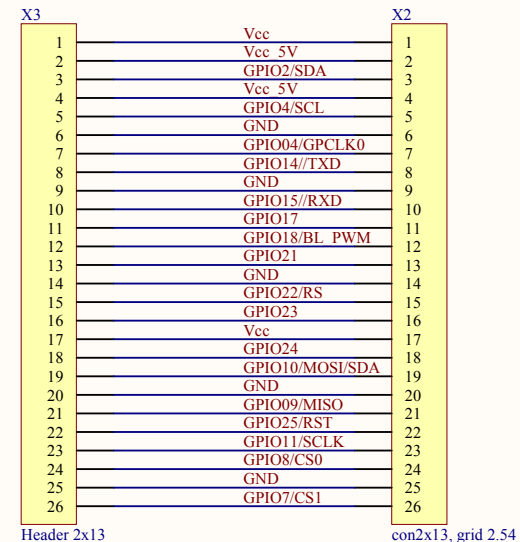 X3 X2
1 Vcc 1
2 Vcc 5V 2
3 GPIO2/SDA 3
4 Vcc 5V 4
5 GPIO4/SCL 5
6 GND 6
7 GPIO04/GPCLK0 7
8 GPIO14//TXD 8
9 GND 9
10 GPIO15//RXD 10
11 GPIO17 11
12 GPIO18/BL_PWM 12
13 GPIO21 13
14 GND 14
15 GPIO22/RS 15
16 GPIO23 16
17 Vcc 17
18 GPIO24 18
19 GPIO10/MOSI/SDA 19
20 GND 20
21 GPIO09/MISO 21
22 GPIO25/RST 22
23 GPIO11/SCLK 23
24 GPIO8/CS0 24
25 GND 25
26 GPIO7/CS1 26
Header 2x13 con2x13, grid 2.54